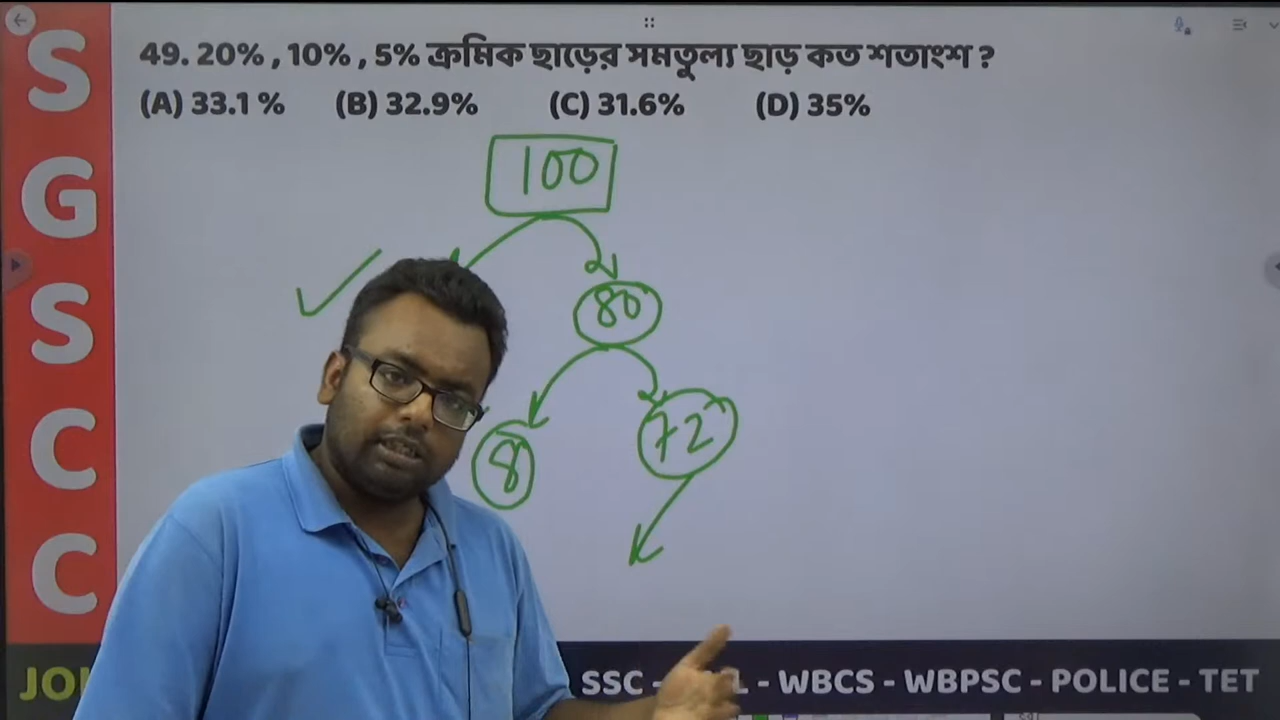 S
G
S
C
C
49. 20% , 10% , 5% ক্রমিক ছাড়ের সমতুল্য ছাড় কত শতাংশ ?
(A) 33.1 % (B) 32.9% (C) 31.6% (D) 35%
100
80
8 72
SSC - - WBCS - WBPSC - POLICE - TET